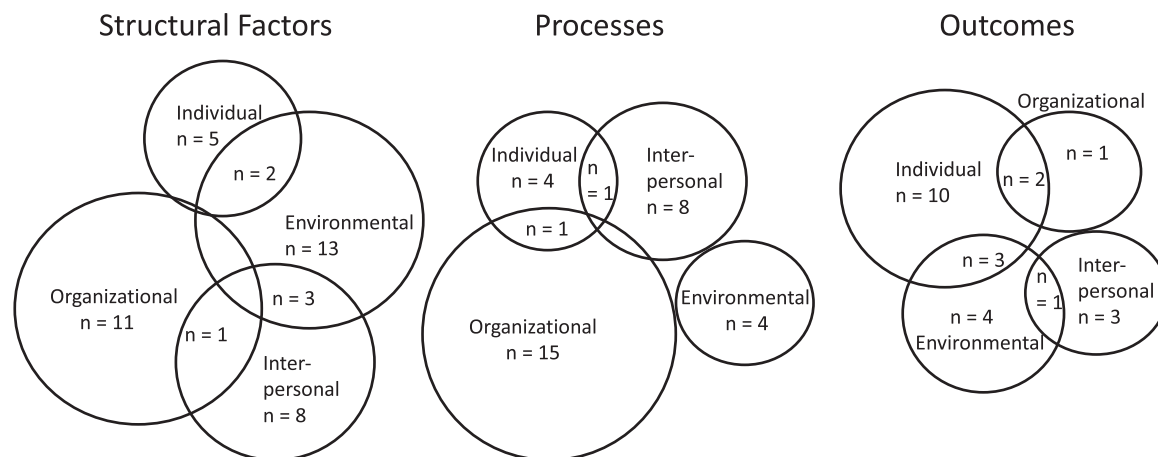 Structural Factors
Individual
n = 5
n = 2
Environmental
n = 13
Organizational
n = 11
n = 3
n = 1
Inter-
personal
n = 8
Processes
Individual
n = 4
n
= 1
Inter-
personal
n = 8
n = 1
Environmental
n = 4
Organizational
n = 15
Outcomes
Organizational
n = 1
Individual
n = 10
n = 2
n = 3
n
= 1
Inter-
personal
n = 3
n = 4
Environmental